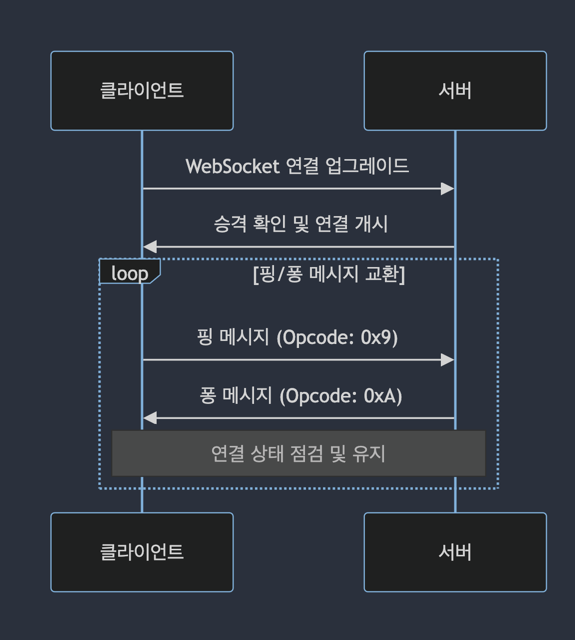 클라이언트
서버
WebSocket 연결 업그레이드
승격 확인 및 연결 개시
loop
[핑/퐁 메시지 교환]
핑 메시지 (Opcode: 0x9)
퐁 메시지 (Opcode: 0xA)
연결 상태 점검 및 유지
클라이언트
서버